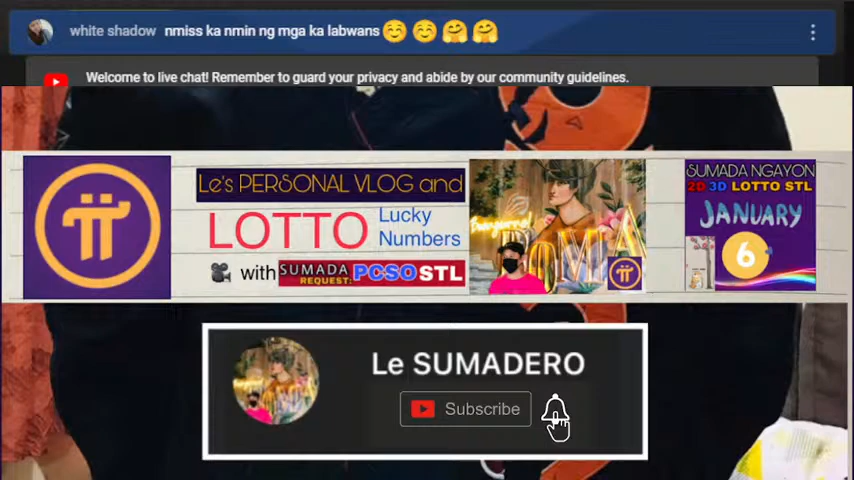 white shadow nmiss ka nmin ng mga ka labwans☺️ ☺️ 🤗 🤗
Welcome to live chat! Remember to guard your privacy and abide by our community guidelines.
Le's PERSONAL VLOG and
LOTTO Lucky Numbers
with SUMADA REQUEST: PCSO STL
ROMA
SUMADA NGAYON
2D 3D LOTTO STL
JANUARY
6
Le SUMADERO
Subscribe